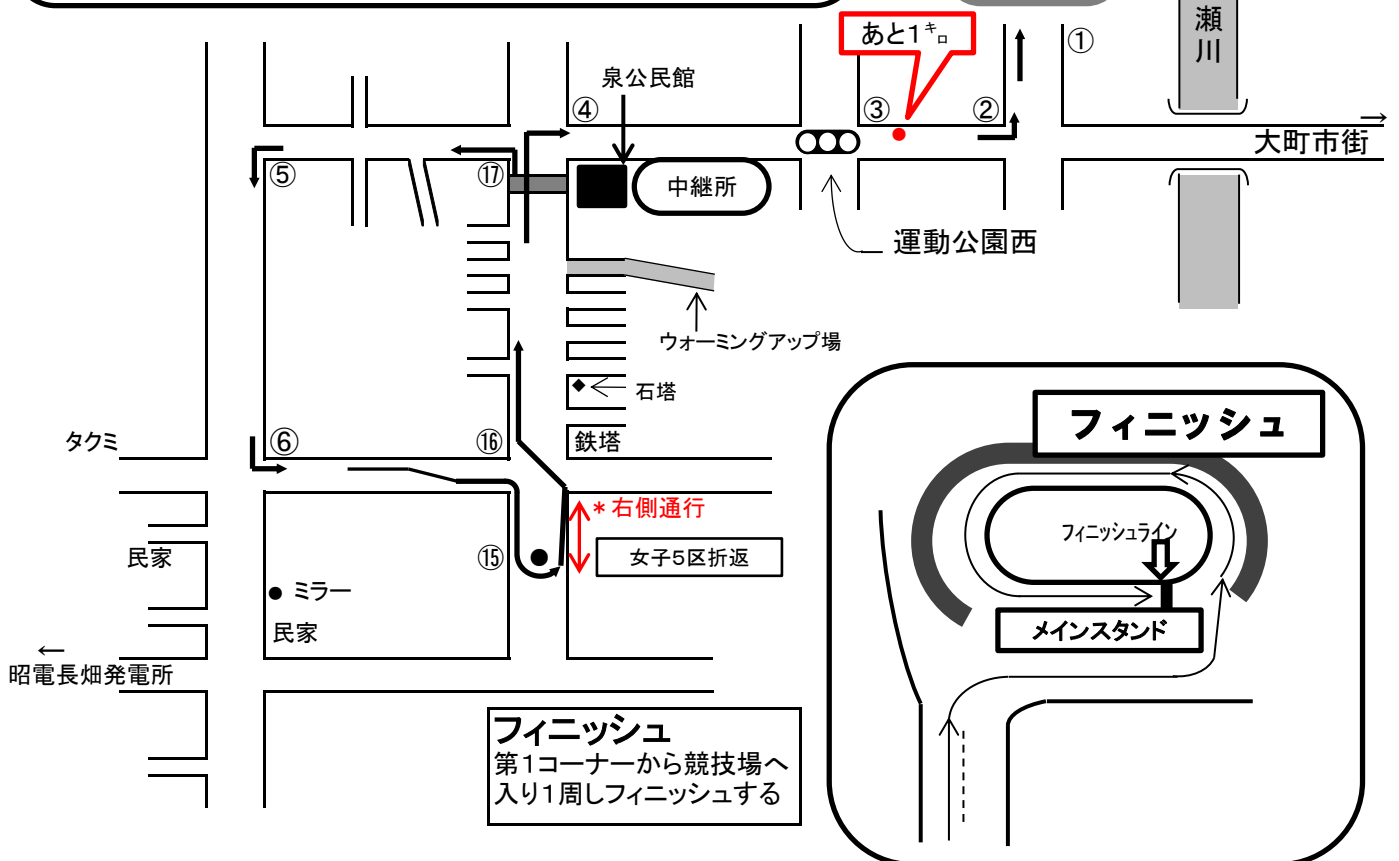 瀬川
あと1㌔
①
泉公民館
④
③
②
→
大町市街
⑤
⑰
中継所
運動公園西
ウォーミングアップ場
石塔
タクミ
⑥
⑯
鉄塔
フィニッシュ
*右側通行
フィニッシュライン
民家
⑮
女子5区折返
ミラー
民家
メインスタンド
←
昭電長畑発電所
フィニッシュ
第1コーナーから競技場へ
入り1周しフィニッシュする